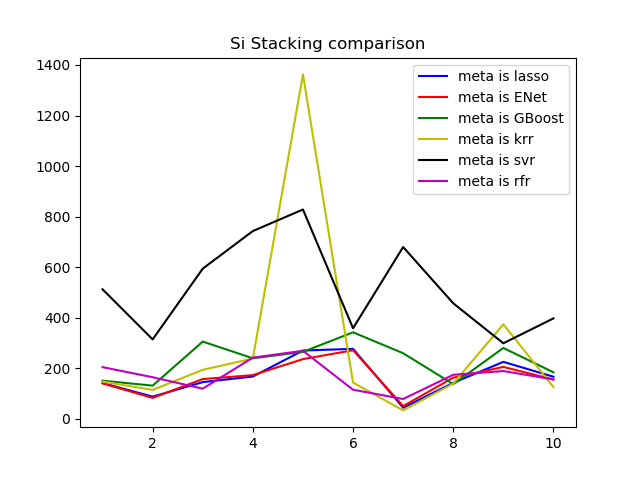 Si Stacking comparison
1400
1200
1000
800
600
400
200
0
2
4
6
8
10
meta is lasso
meta is ENet
meta is GBoost
meta is krr
meta is svr
meta is rfr